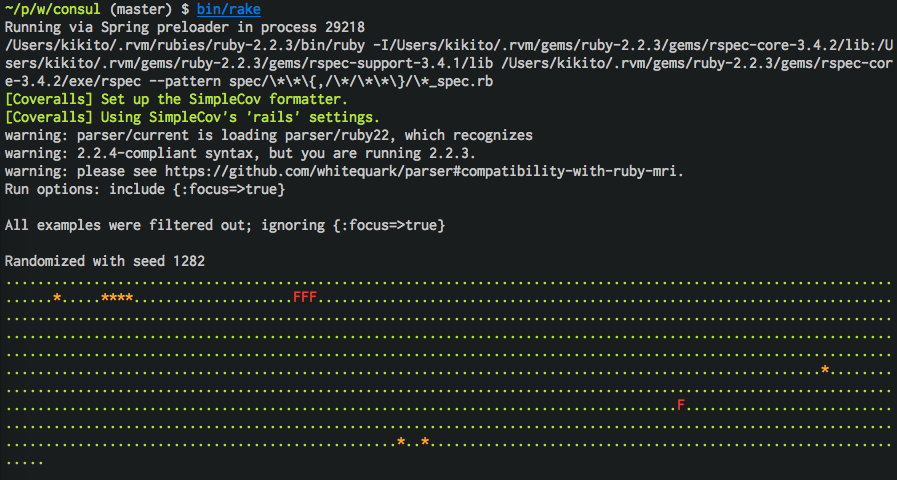 ~/p/w/consul (master) $ bin/rake
Running via Spring preloader in process 29218
/Users/kikito/.rvm/rubies/ruby-2.2.3/bin/ruby -I/Users/kikito/.rvm/gems/ruby-2.2.3/gems/rspec-core-3.4.2/lib:/U
sers/kikito/.rvm/gems/ruby-2.2.3/gems/rspec-support-3.4.1/lib /Users/kikito/.rvm/gems/ruby-2.2.3/gems/rspec-cor
e-3.4.2/exe/rspec --pattern spec/\*\*\{,/\*/\*\*\}/\*_spec.rb
[Coveralls] Set up the SimpleCov formatter.
[Coveralls] Using SimpleCov's 'rails' settings.
warning: parser/current is loading parser/ruby22, which recognizes
warning: 2.2.4-compliant syntax, but you are running 2.2.3.
warning: please see https://github.com/whitequark/parser#compatibility-with-ruby-mri.
Run options: include {:focus=>true}
All examples were filtered out; ignoring {:focus=>true}
Randomized with seed 1282
...............................................................................................................
......*.....****....................FFF........................................................................
...............................................................................................................
...............................................................................................................
...............................................................................................................
......................................................................................................*........
...............................................................................................................
....................................................................................F..........................
...............................................................................................................
.................................................*..*..........................................................
.....